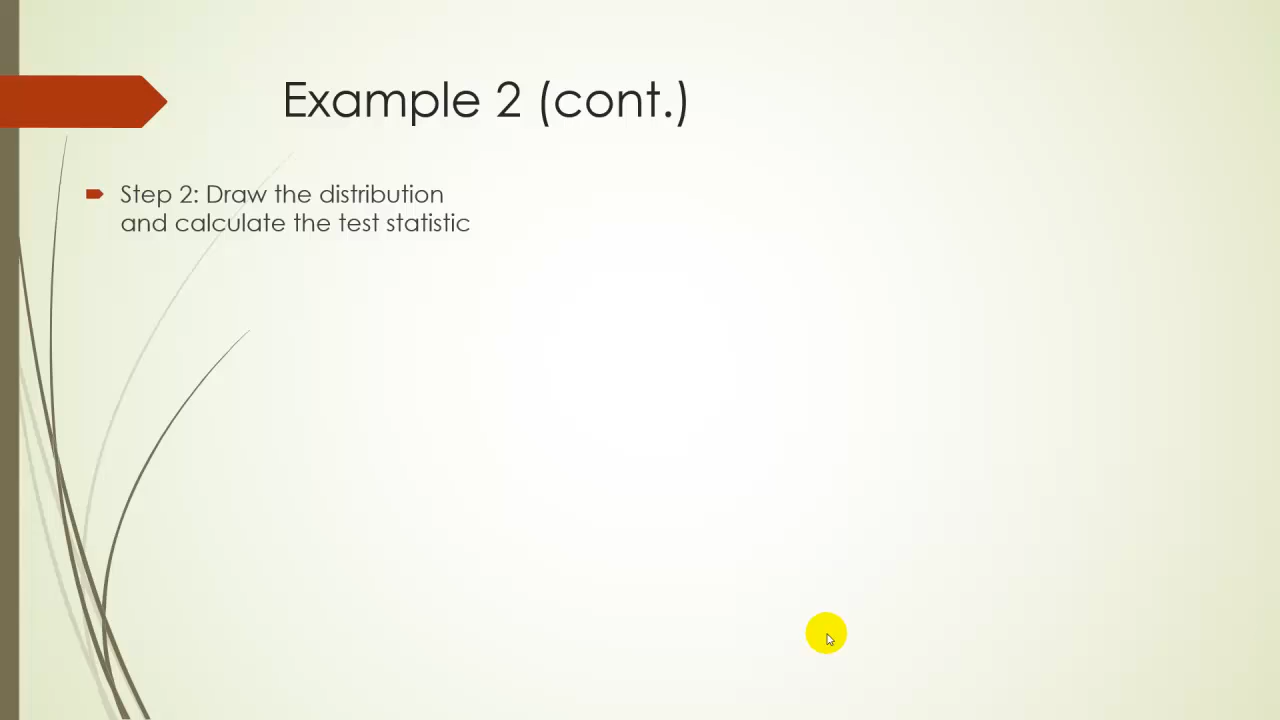 Example 2 (cont.)
Step 2: Draw the distribution
and calculate the test statistic